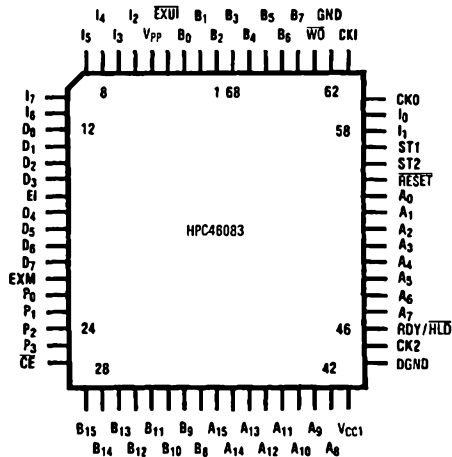 I4 I2 EXUI B1 B3 B5 B7 GND
I5 I3 VPP B0 B2 B4 B6 WO CKI
8 1 68 62
I7 CK0
I6 I0
D0 12 58 I1
D1 ST1
D2 ST2
D3 RESET
EI A0
D4 A1
D5 HPC46083 A2
D6 A3
D7 A4
EXM A5
P0 A6
P1 A7
P2 24 46 RDY/HLD
P3 CK2
CE 28 42 DGND
B15 B13 B11 B9 A15 A13 A11 A9 VCC1
B14 B12 B10 B8 A14 A12 A10 A8